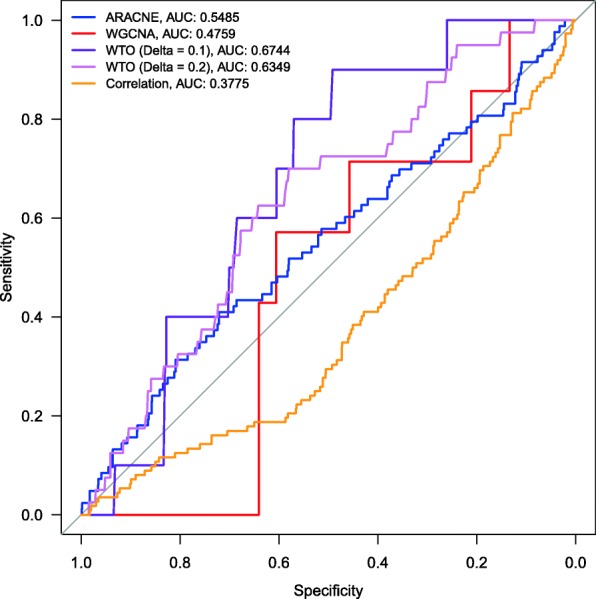 ARACNE, AUC: 0.5485
WGCNA, AUC: 0.4759
WTO (Delta = 0.1), AUC: 0.6744
WTO (Delta = 0.2), AUC: 0.6349
Correlation, AUC: 0.3775
1.0
0.8
0.6
0.4
0.2
0.0
Sensitivity
1.0 0.8 0.6 0.4 0.2 0.0
Specificity